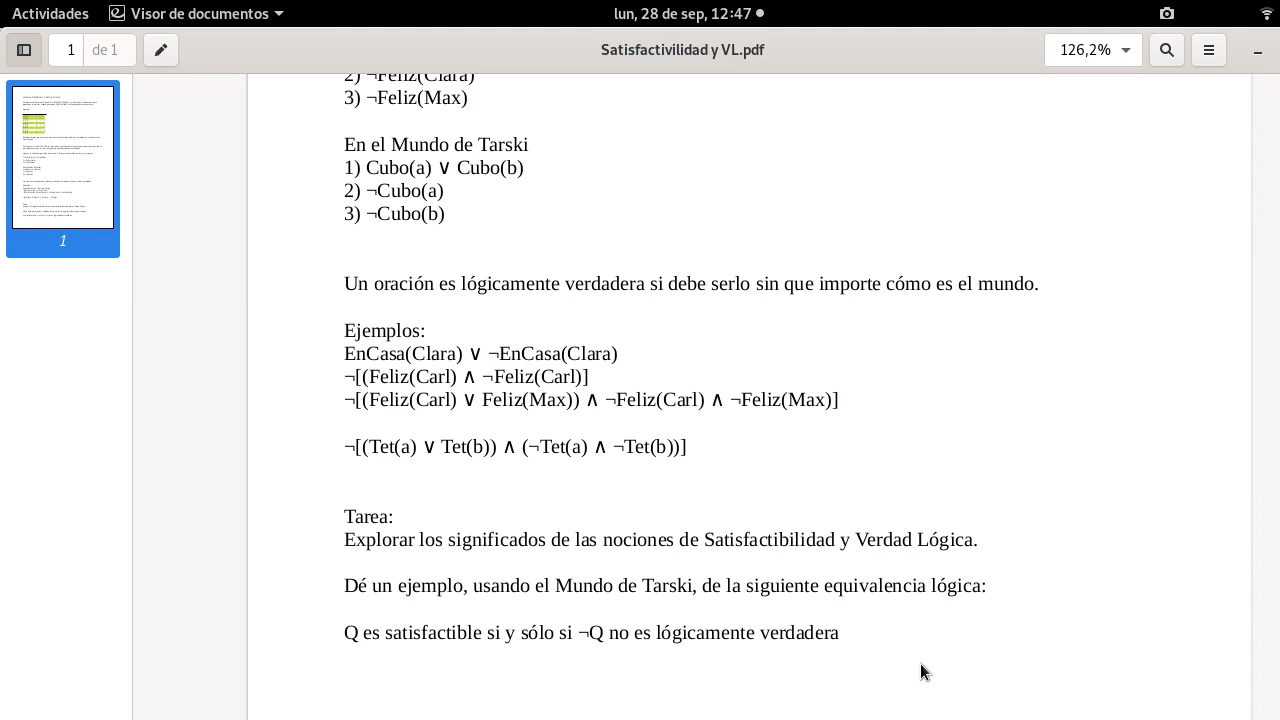 Actividades Visor de documentos lun, 28 de sep, 12:47
1 de 1 Satisfactivilidad y VL.pdf 126,2%
2) ¬Feliz(Clara)
3) ¬Feliz(Max)
En el Mundo de Tarski
1) Cubo(a) ∨ Cubo(b)
2) ¬Cubo(a)
3) ¬Cubo(b)
Un oración es lógicamente verdadera si debe serlo sin que importe cómo es el mundo.
Ejemplos:
EnCasa(Clara) ∨ ¬EnCasa(Clara)
¬[(Feliz(Carl) ∧ ¬Feliz(Carl)]
¬[(Feliz(Carl) ∨ Feliz(Max)) ∧ ¬Feliz(Carl) ∧ ¬Feliz(Max)]
¬[(Tet(a) ∨ Tet(b)) ∧ (¬Tet(a) ∧ ¬Tet(b))]
Tarea:
Explorar los significados de las nociones de Satisfactibilidad y Verdad Lógica.
Dé un ejemplo, usando el Mundo de Tarski, de la siguiente equivalencia lógica:
Q es satisfactible si y sólo si ¬Q no es lógicamente verdadera
1